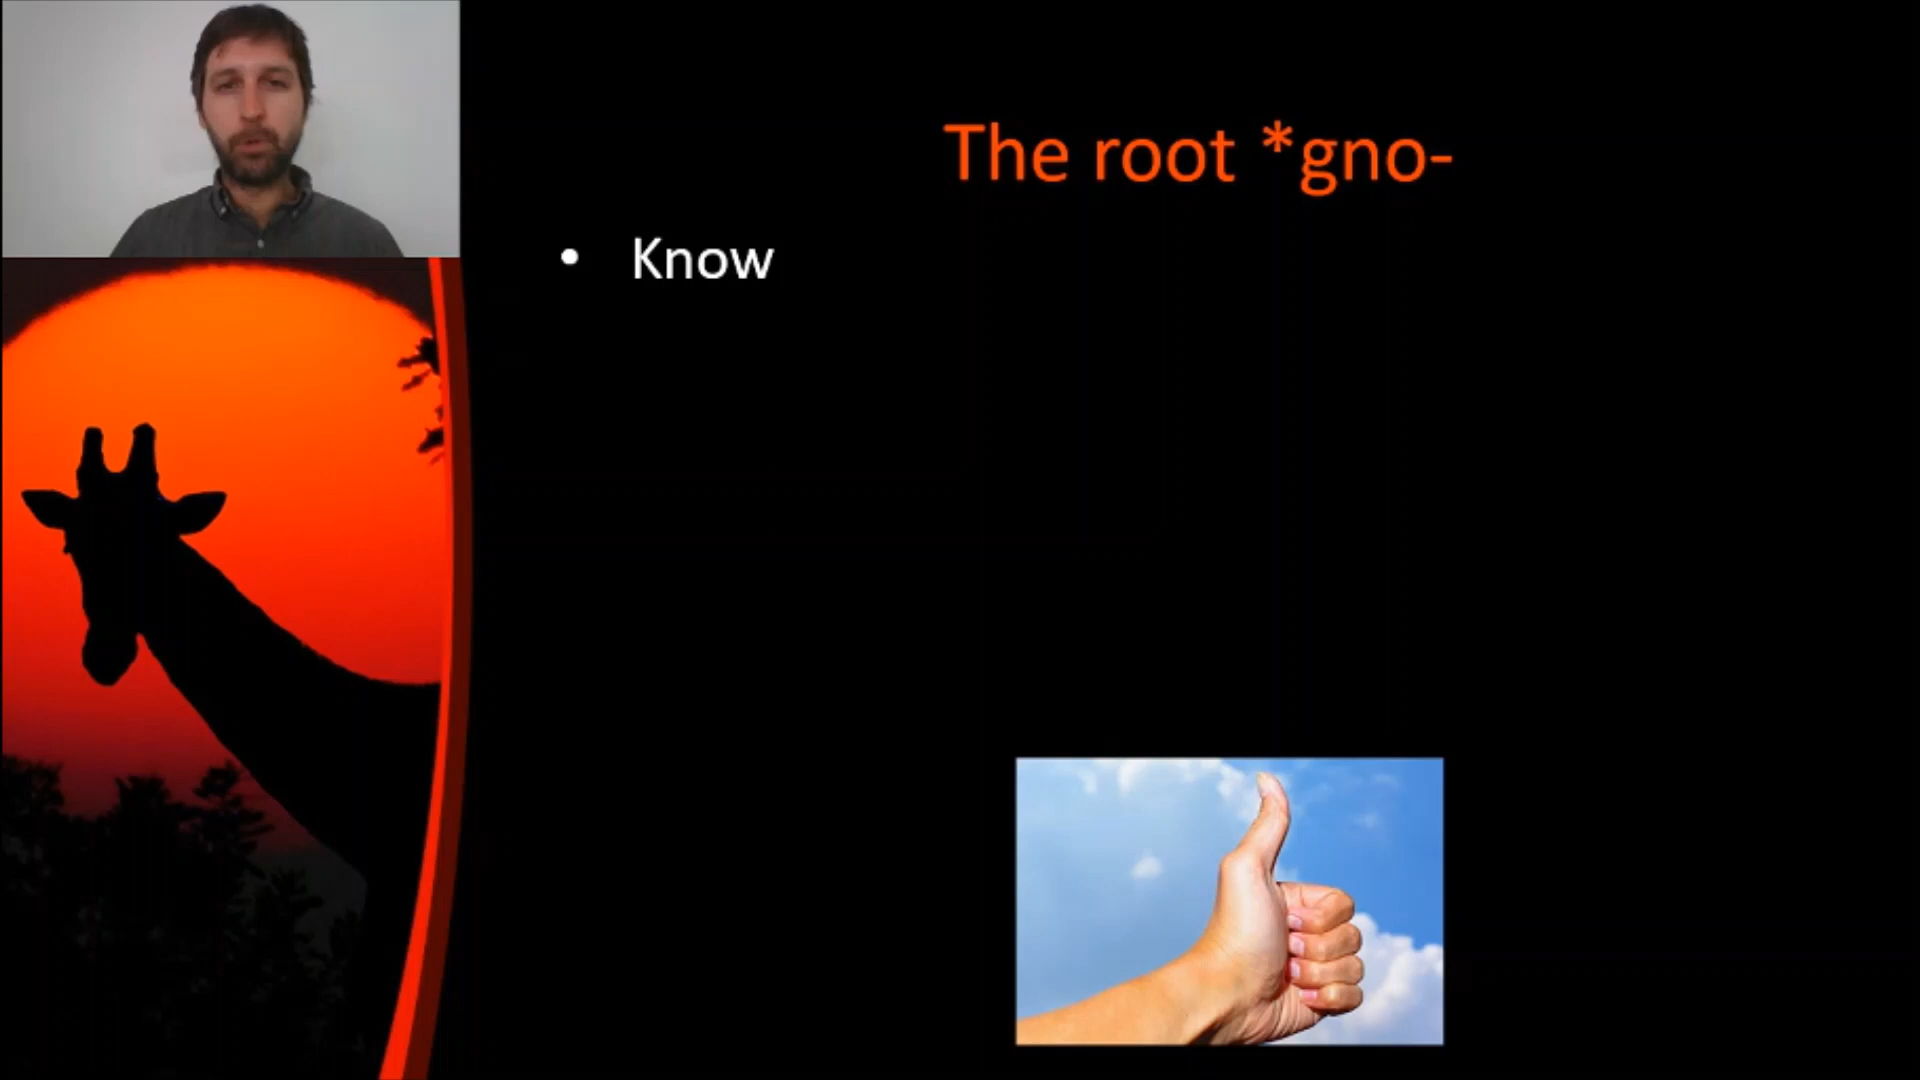 The root *gno-
• Know